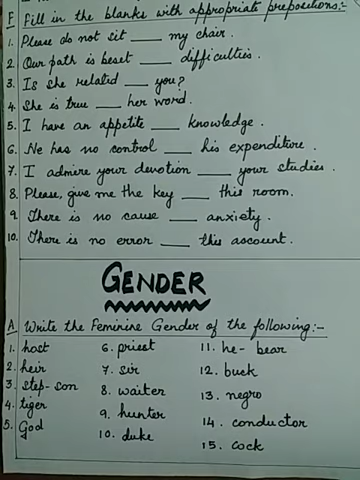 F. Fill in the blanks with appropriate prepositions:-
1. Please do not sit ___ my chair.
2. Our path is beset ___ difficulties.
3. Is she related ___ you?
4. She is true ___ her word.
5. I have an appetite ___ knowledge.
6. He has no control ___ his expenditure.
7. I admire your devotion ___ your studies.
8. Please, give me the key ___ this room.
9. There is no cause ___ anxiety.
10. There is no error ___ this account.
GENDER
A. Write the Feminine Gender of the following:-
1. host
2. heir
3. step-son
4. tiger
5. God
6. priest
7. sir
8. waiter
9. hunter
10. duke
11. he-bear
12. buck
13. negro
14. conductor
15. cock